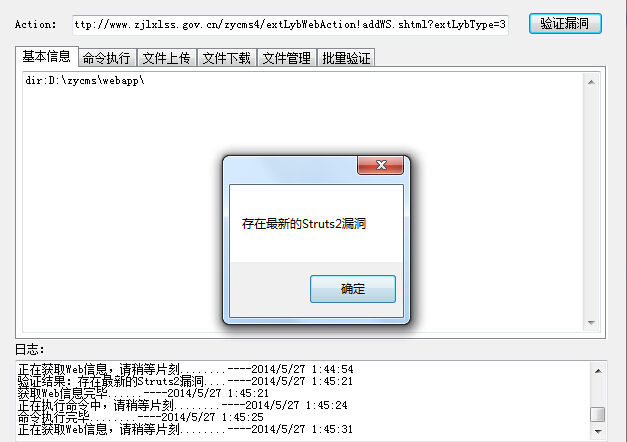 Action: ttp://www.zjlxlss.gov.cn/zycms4/extLybWebAction!addWS.shtml?extLybType=3 验证漏洞
基本信息 命令执行 文件上传 文件下载 文件管理 批量验证
dir:D:\zycms\webapp\
存在最新的Struts2漏洞
确定
日志:
正在获取Web信息，请稍等片刻........----2014/5/27 1:44:54
验证结果：存在最新的Struts2漏洞....----2014/5/27 1:45:21
获取Web信息完毕......----2014/5/27 1:45:21
正在执行命令中，请稍等片刻........----2014/5/27 1:45:24
命令执行完毕........----2014/5/27 1:45:25
正在获取Web信息，请稍等片刻........----2014/5/27 1:45:31